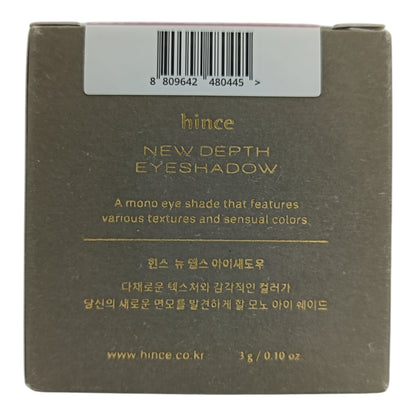 8 809642 480445 >
hince
NEW DEPTH
EYESHADOW
A mono eye shade that features
various textures and sensual colors
힌스 뉴 뎁스 아이섀도우
다채로운 텍스처와 감각적인 컬러가
당신의 새로운 면모를 발견하게 할 모노 아이 쉐이드
www.hince.co.kr 3 g / 0.10 oz